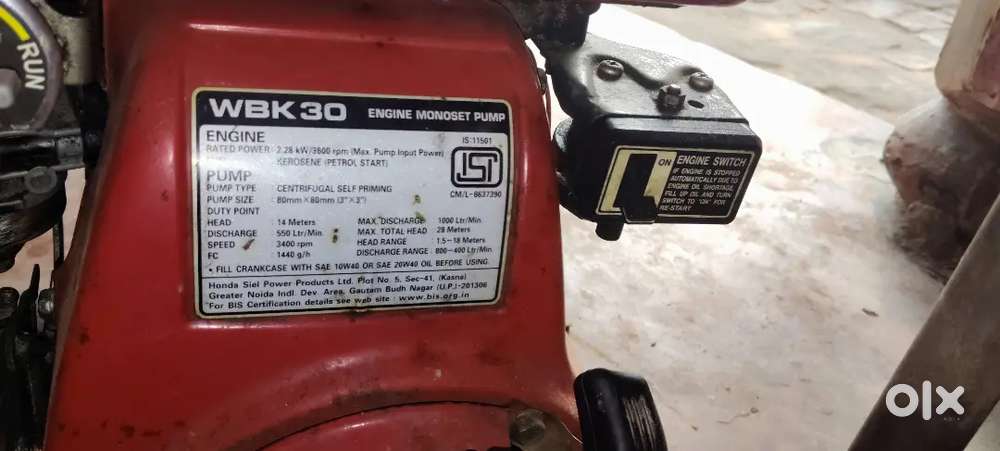 RUN
WBK30 ENGINE MONOSET PUMP
ENGINE
IS:11501
RATED POWER: 2.28 kW/3600 rpm (Max. Pump Input Power)
KEROSENE (PETROL START)
PUMP
PUMP TYPE CENTRIFUGAL SELF PRIMING
CM/L-8637390
PUMP SIZE 80mm×80mm (3"×3")
DUTY POINT
HEAD 14 Meters MAX. DISCHARGE 1000 Ltr/Min.
DISCHARGE 550 Ltr/Min. MAX. TOTAL HEAD 28 Meters
SPEED 3400 rpm HEAD RANGE 1.5-18 Meters
FC 1440 g/h DISCHARGE RANGE 800-400 Ltr/Min.
• FILL CRANKCASE WITH SAE 10W40 OR SAE 20W40 OIL BEFORE USING.
Honda Siel Power Products Ltd. Plot No. 5, Sec-41, (Kasna)
Greater Noida Indl. Dev. Area, Gautam Budh Nagar (U.P.)-201306
"For BIS Certification details see web site : www.bis.org.in
ON ENGINE SWITCH
IF ENGINE IS STOPPED
AUTOMATICALLY DUE TO
ENGINE OIL SHORTAGE,
FILL UP OIL AND TURN
SWITCH TO "ON" FOR
RE-START
olx